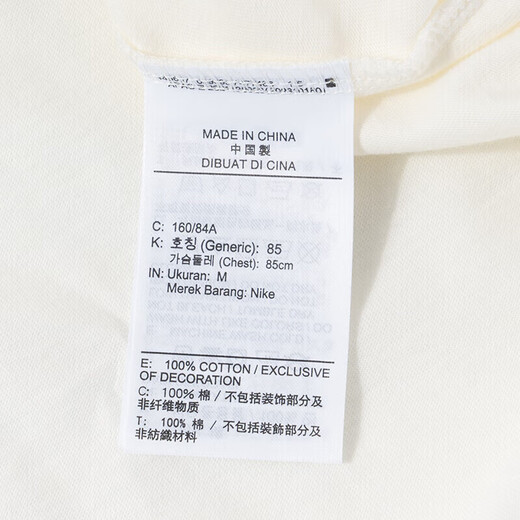 MADE IN CHINA
中国製
DIBUAT DI CINA
C: 160/84A
K: 호칭 (Generic): 85
가슴둘레 (Chest): 85cm
IN: Ukuran: M
Merek Barang: Nike
E: 100% COTTON / EXCLUSIVE
OF DECORATION
C: 100% 棉 / 不包括装饰部分及
非纤维物质
T: 100% 棉 / 不包括裝飾部分及
非紡織材料